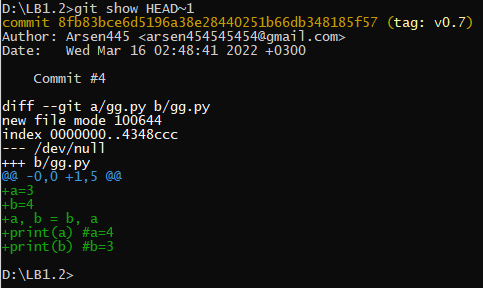 D:\LB1.2>git show HEAD~1
commit 8fb83bce6d5196a38e28440251b66db348185f57 (tag: v0.7)
Author: Arsen445 <arsen454545454@gmail.com>
Date:   Wed Mar 16 02:48:41 2022 +0300

    Commit #4

diff --git a/gg.py b/gg.py
new file mode 100644
index 0000000..4348ccc
--- /dev/null
+++ b/gg.py
@@ -0,0 +1,5 @@
+a=3
+b=4
+a, b = b, a
+print(a) #a=4
+print(b) #b=3

D:\LB1.2>